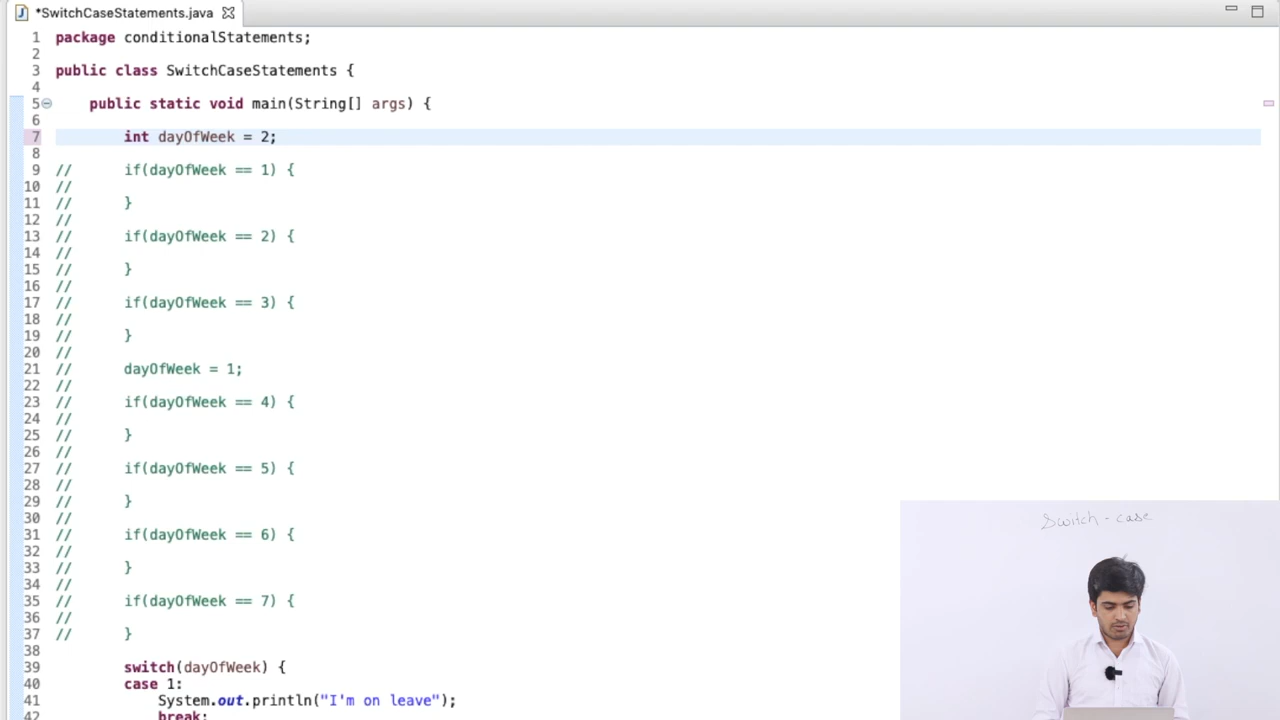 *SwitchCaseStatements.java
1 package conditionalStatements;
2
3 public class SwitchCaseStatements {
4
5 public static void main(String[] args) {
6
7 int dayOfWeek = 2;
8
9 // if(dayOfWeek == 1) {
10 //
11 // }
12 //
13 // if(dayOfWeek == 2) {
14 //
15 // }
16 //
17 // if(dayOfWeek == 3) {
18 //
19 // }
20 //
21 // dayOfWeek = 1;
22 //
23 // if(dayOfWeek == 4) {
24 //
25 // }
26 //
27 // if(dayOfWeek == 5) {
28 //
29 // }
30 //
31 // if(dayOfWeek == 6) {
32 //
33 // }
34 //
35 // if(dayOfWeek == 7) {
36 //
37 // }
38
39 switch(dayOfWeek) {
40 case 1:
41 System.out.println("I'm on leave");
42 break;
Switch - case